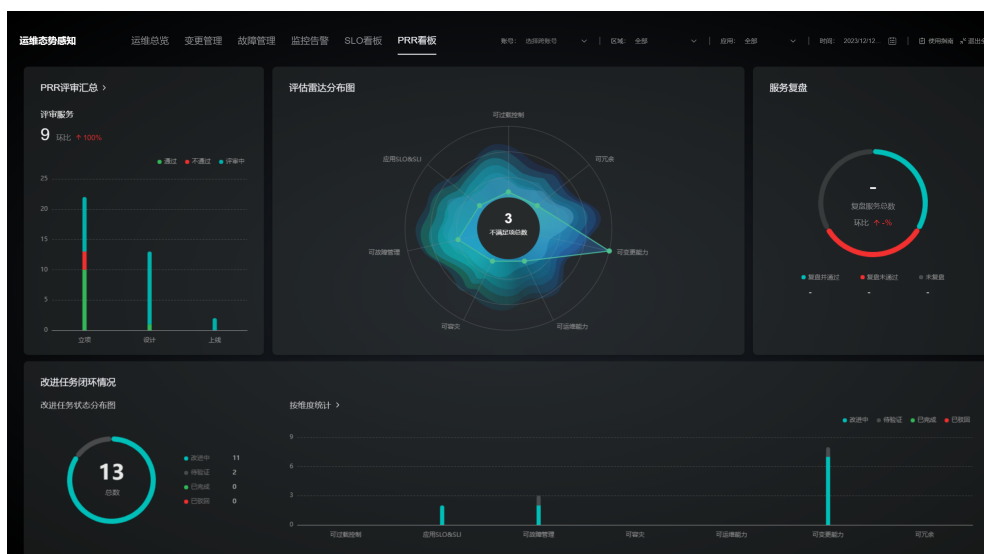 运维态势感知 运维总览 变更管理 故障管理 监控告警 SLO看板 PRR看板 账号: 选择账号 区域: 全部 应用: 全部 时间: 2023/12/12... 使用指南 退出
PRR评审汇总 >
评审服务
9 环比 ↑ 100%
通过 不通过 评审中
25
20
15
10
5
0
立项 设计 上线
评估雷达分布图
可过载控制
应用SLO&SLI
可冗余
3
不满足项总数
可故障管理
可变更能力
可容灾
可运维能力
服务复盘
-
复盘服务总数
环比 ↑ -%
复盘并通过 复盘未通过 未复盘
- - -
改进任务闭环情况
改进任务状态分布图
13
总数
改进中 11
待验证 2
已完成 0
已驳回 0
按维度统计 >
改进中 待验证 已完成 已驳回
9
6
3
0
可过载控制 应用SLO&SLI 可故障管理 可容灾 可运维能力 可变更能力 可冗余